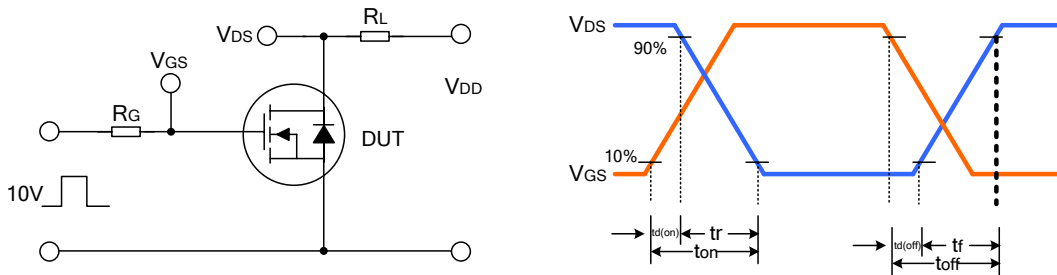 VDS
RL
VGS
VDD
RG
DUT
10V
VDS
90%
10%
VGS
td(on)
tr
ton
td(off)
tf
toff